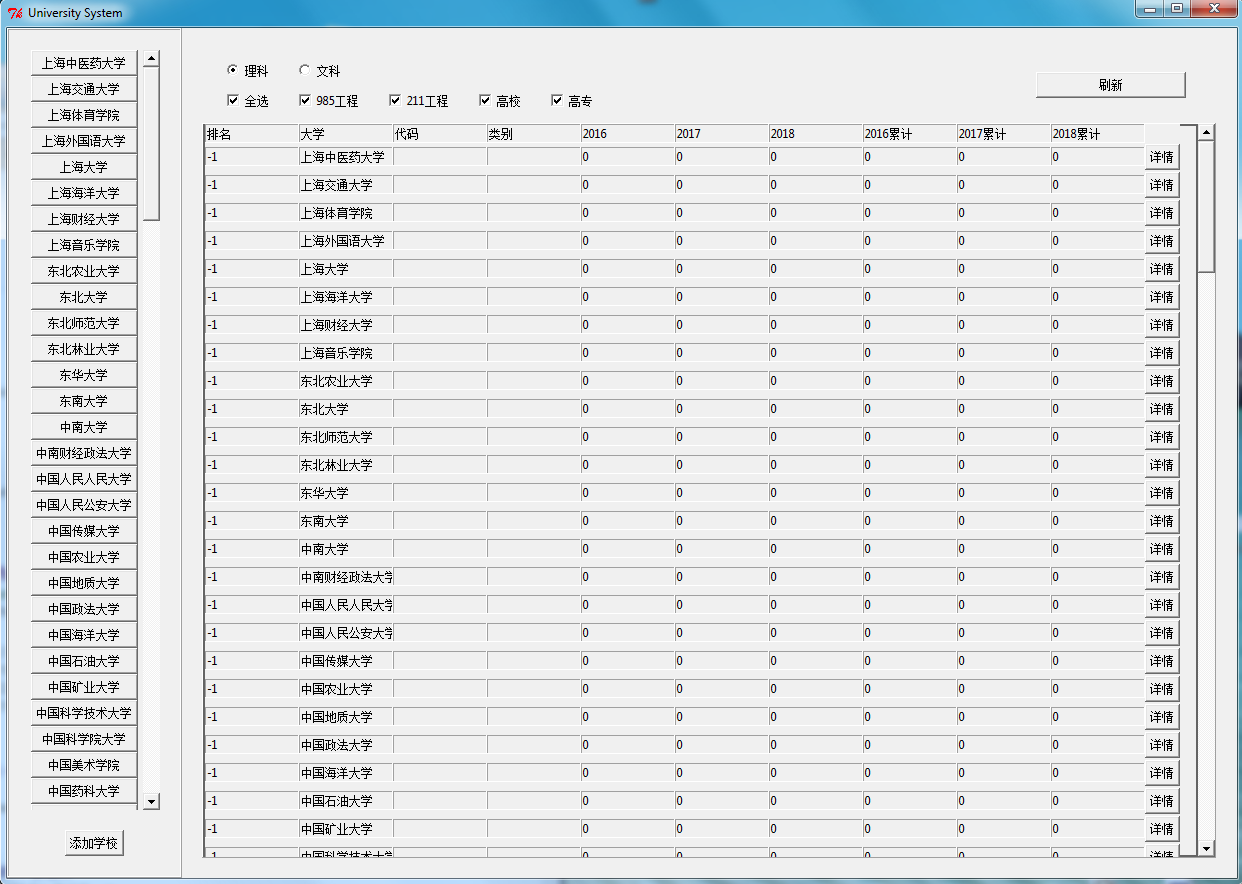 University System
上海中医药大学
上海交通大学
上海体育学院
上海外国语大学
上海大学
上海海洋大学
上海财经大学
上海音乐学院
东北农业大学
东北大学
东北师范大学
东北林业大学
东华大学
东南大学
中南大学
中南财经政法大学
中国人民人民大学
中国人民公安大学
中国传媒大学
中国农业大学
中国地质大学
中国政法大学
中国海洋大学
中国石油大学
中国矿业大学
中国科学技术大学
中国科学院大学
中国美术学院
中国药科大学
添加学校
理科 文科
全选 985工程 211工程 高校 高专
刷新
排名 大学 代码 类别 2016 2017 2018 2016累计 2017累计 2018累计
-1 上海中医药大学 0 0 0 0 0 0 详情
-1 上海交通大学 0 0 0 0 0 0 详情
-1 上海体育学院 0 0 0 0 0 0 详情
-1 上海外国语大学 0 0 0 0 0 0 详情
-1 上海大学 0 0 0 0 0 0 详情
-1 上海海洋大学 0 0 0 0 0 0 详情
-1 上海财经大学 0 0 0 0 0 0 详情
-1 上海音乐学院 0 0 0 0 0 0 详情
-1 东北农业大学 0 0 0 0 0 0 详情
-1 东北大学 0 0 0 0 0 0 详情
-1 东北师范大学 0 0 0 0 0 0 详情
-1 东北林业大学 0 0 0 0 0 0 详情
-1 东华大学 0 0 0 0 0 0 详情
-1 东南大学 0 0 0 0 0 0 详情
-1 中南大学 0 0 0 0 0 0 详情
-1 中南财经政法大学 0 0 0 0 0 0 详情
-1 中国人民人民大学 0 0 0 0 0 0 详情
-1 中国人民公安大学 0 0 0 0 0 0 详情
-1 中国传媒大学 0 0 0 0 0 0 详情
-1 中国农业大学 0 0 0 0 0 0 详情
-1 中国地质大学 0 0 0 0 0 0 详情
-1 中国政法大学 0 0 0 0 0 0 详情
-1 中国海洋大学 0 0 0 0 0 0 详情
-1 中国石油大学 0 0 0 0 0 0 详情
-1 中国矿业大学 0 0 0 0 0 0 详情